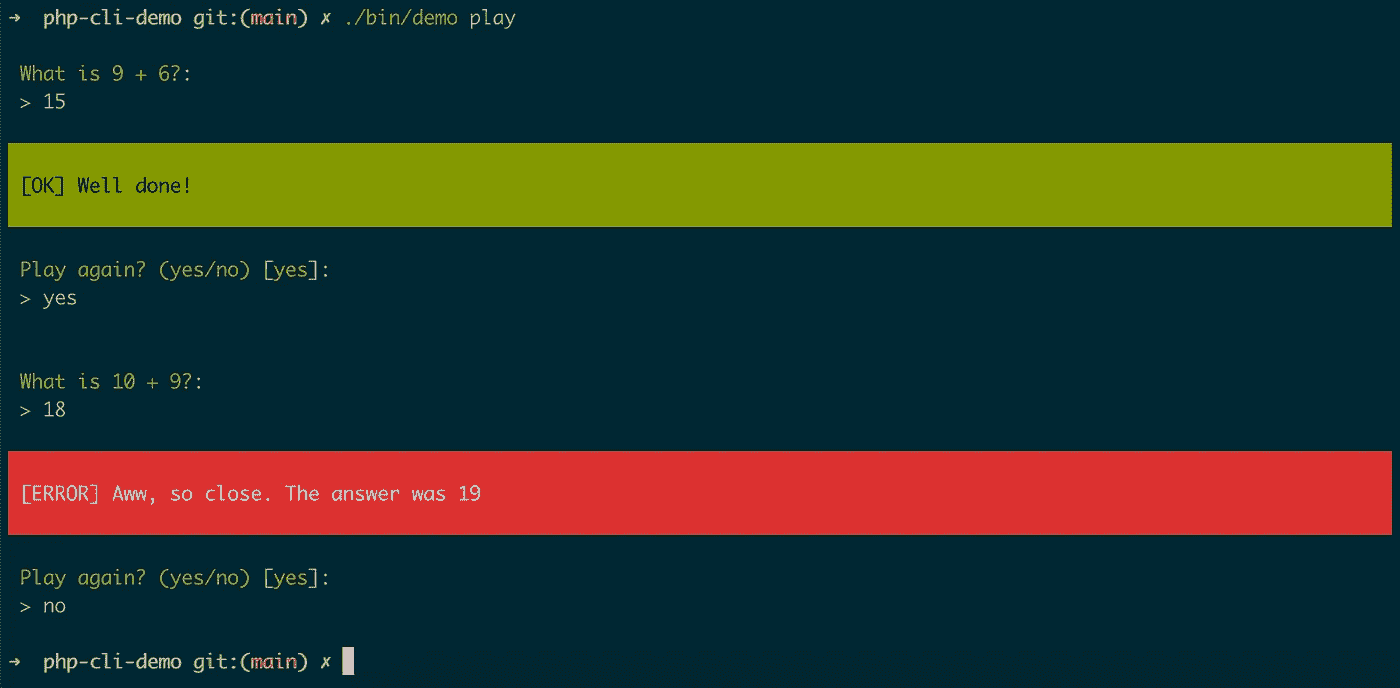 → php-cli-demo git:(main) ✗ ./bin/demo play
What is 9 + 6?:
> 15
[OK] Well done!
Play again? (yes/no) [yes]:
> yes
What is 10 + 9?:
> 18
[ERROR] Aww, so close. The answer was 19
Play again? (yes/no) [yes]:
> no
→ php-cli-demo git:(main) ✗